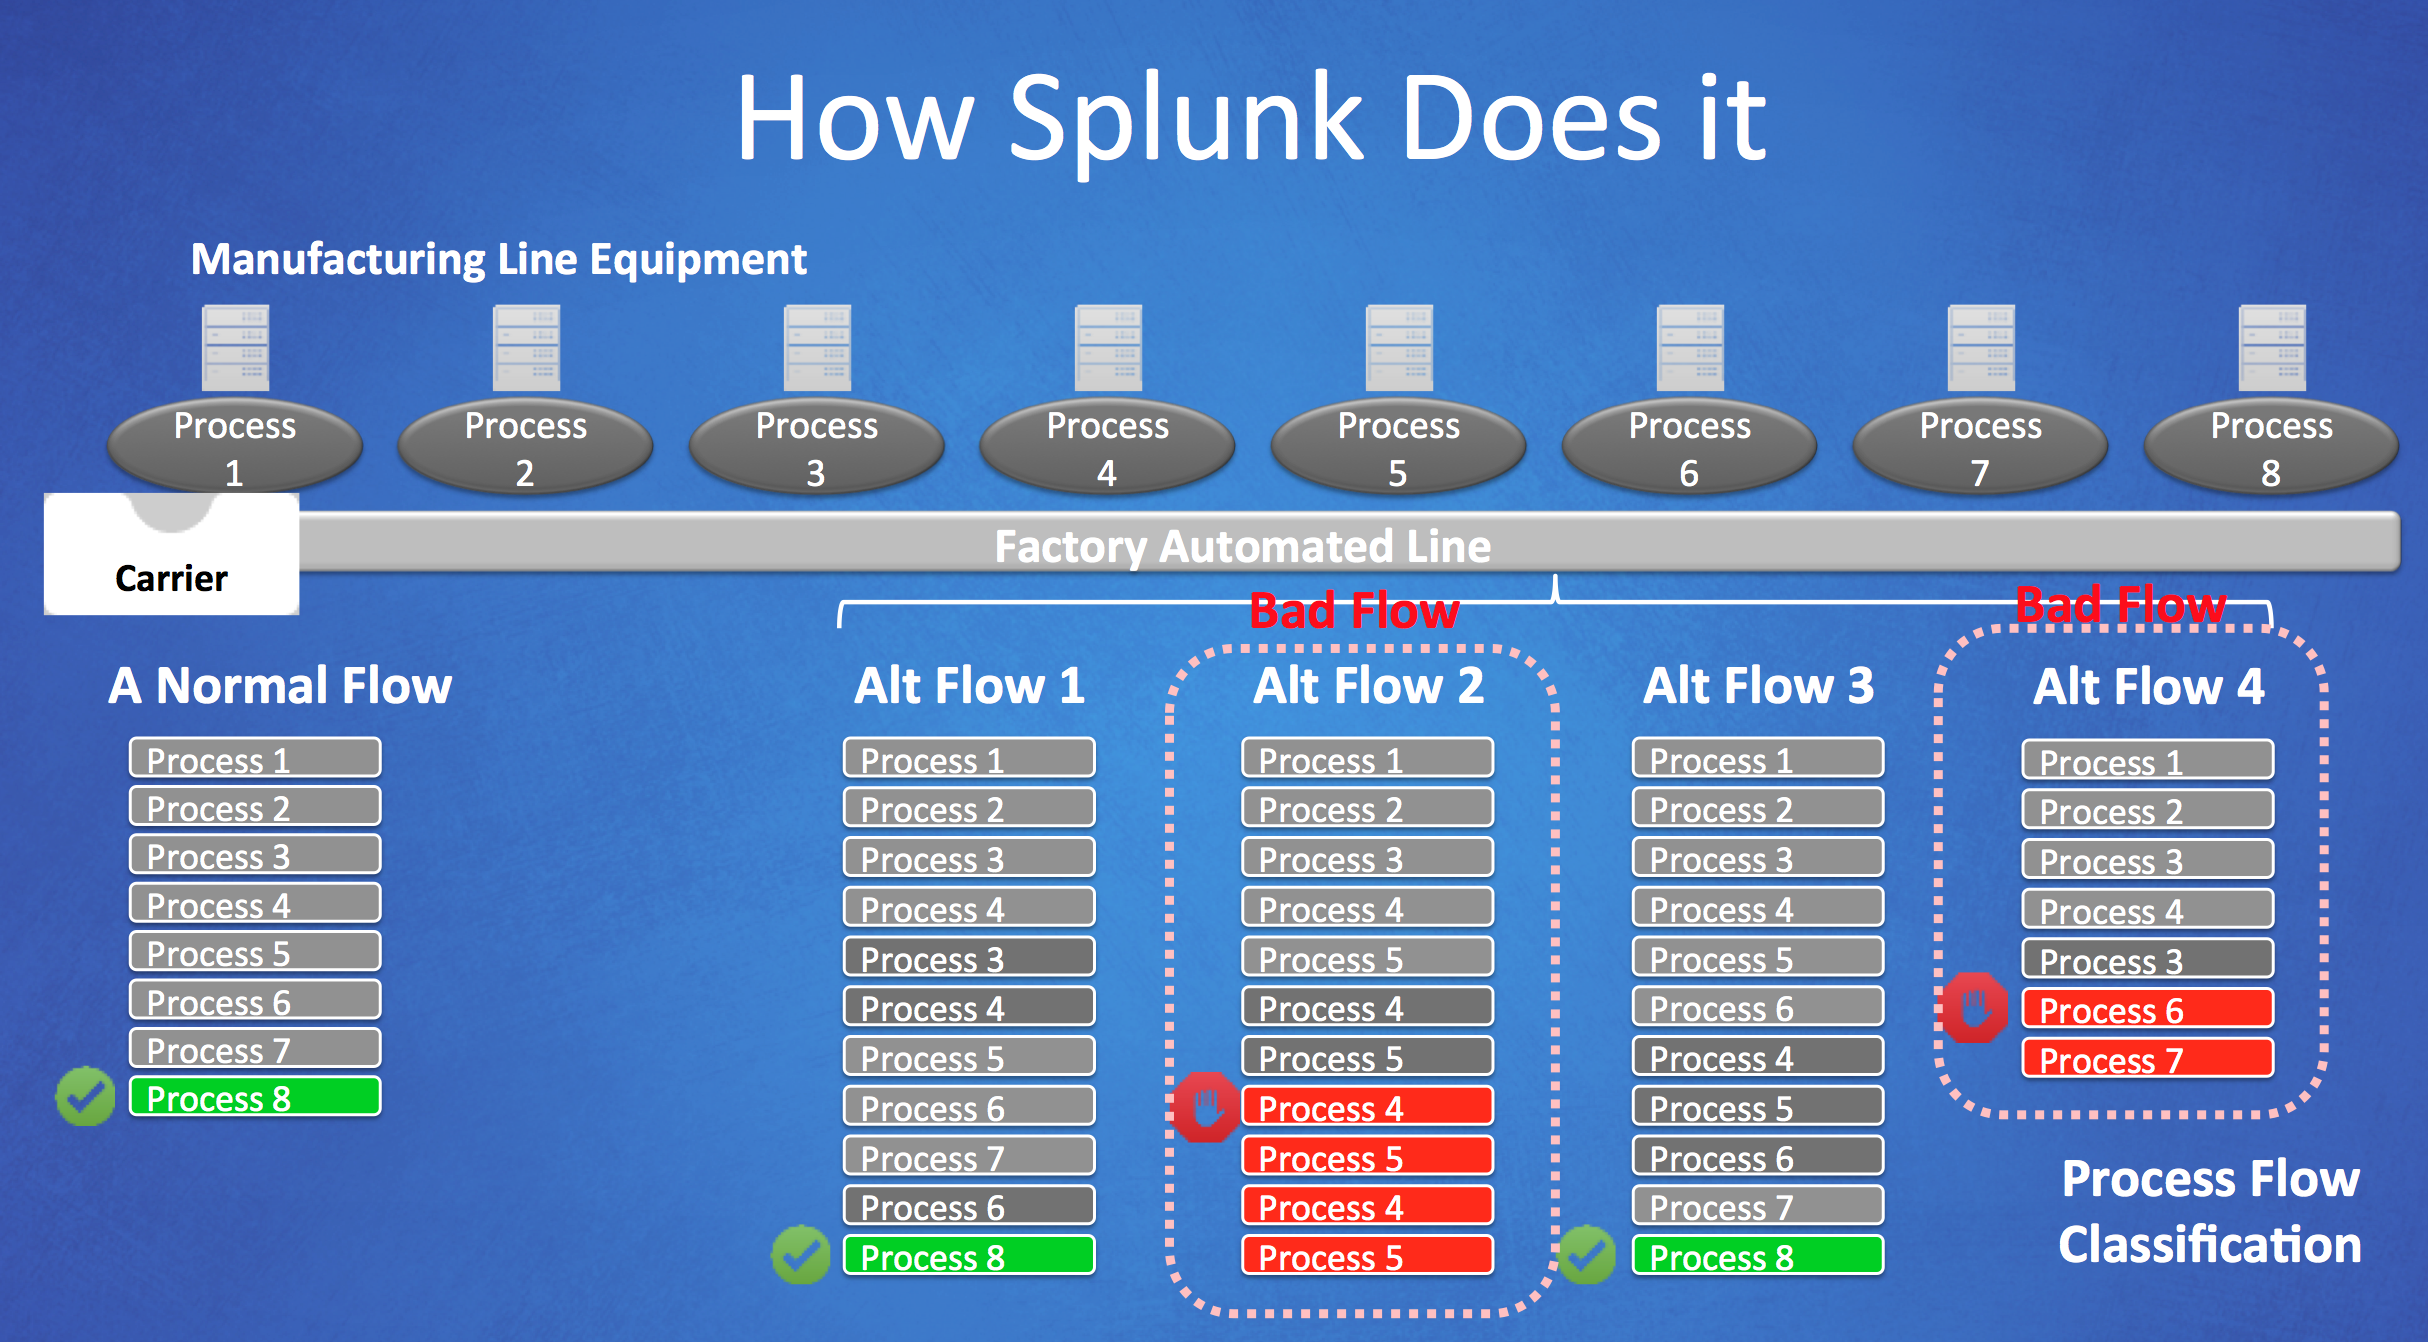 How Splunk Does it
Manufacturing Line Equipment
Process
1
Process
2
Process
3
Process
4
Process
5
Process
6
Process
7
Process
8
Carrier
Factory Automated Line
Bad Flow
Bad Flow
A Normal Flow
Process 1
Process 2
Process 3
Process 4
Process 5
Process 6
Process 7
Process 8
Alt Flow 1
Process 1
Process 2
Process 3
Process 4
Process 3
Process 4
Process 5
Process 6
Process 7
Process 6
Process 8
Alt Flow 2
Process 1
Process 2
Process 3
Process 4
Process 5
Process 4
Process 5
Process 4
Process 5
Process 4
Process 5
Alt Flow 3
Process 1
Process 2
Process 3
Process 4
Process 5
Process 6
Process 4
Process 5
Process 6
Process 7
Process 8
Alt Flow 4
Process 1
Process 2
Process 3
Process 4
Process 3
Process 6
Process 7
Process Flow
Classification